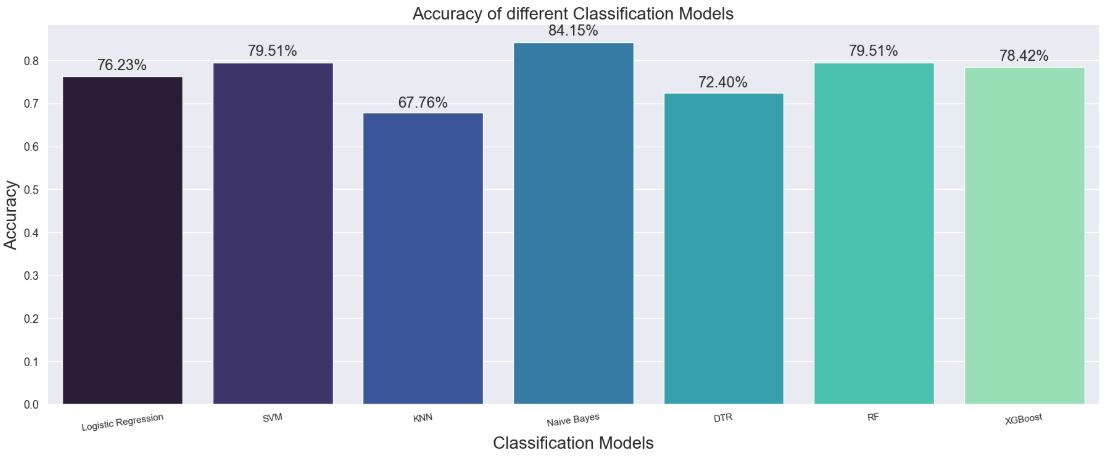 Accuracy of different Classification Models
84.15%
79.51%
79.51%
78.42%
76.23%
72.40%
67.76%
Accuracy
0.8
0.7
0.6
0.5
0.4
0.3
0.2
0.1
0.0
Logistic Regression
SVM
KNN
Naive Bayes
DTR
RF
XGBoost
Classification Models